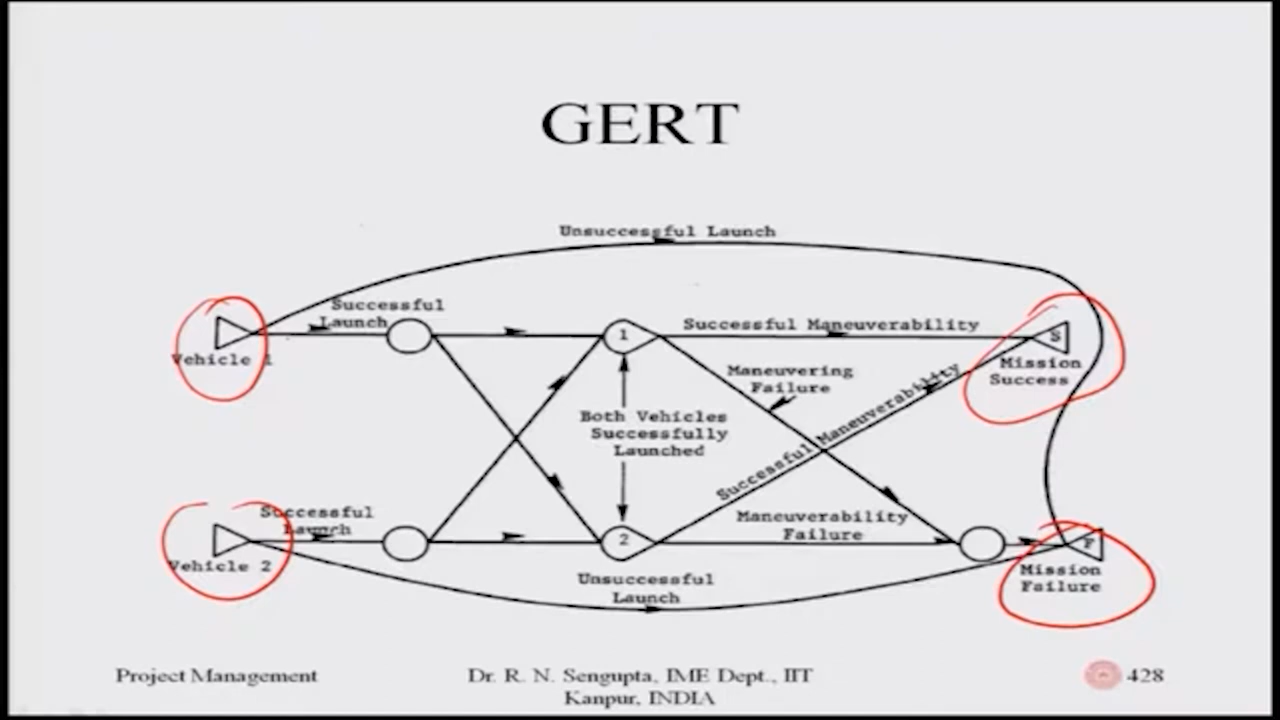 GERT
Unsuccessful Launch
Successful
Launch
Vehicle 1
1
Successful Maneuverability
S
Mission
Success
Maneuvering
Failure
Both Vehicles
Successfully
Launched
Successful Maneuverability
Successful
Launch
Vehicle 2
2
Maneuverability
Failure
F
Mission
Failure
Unsuccessful
Launch
Project Management
Dr. R. N. Sengupta, IME Dept., IIT
Kanpur, INDIA
428